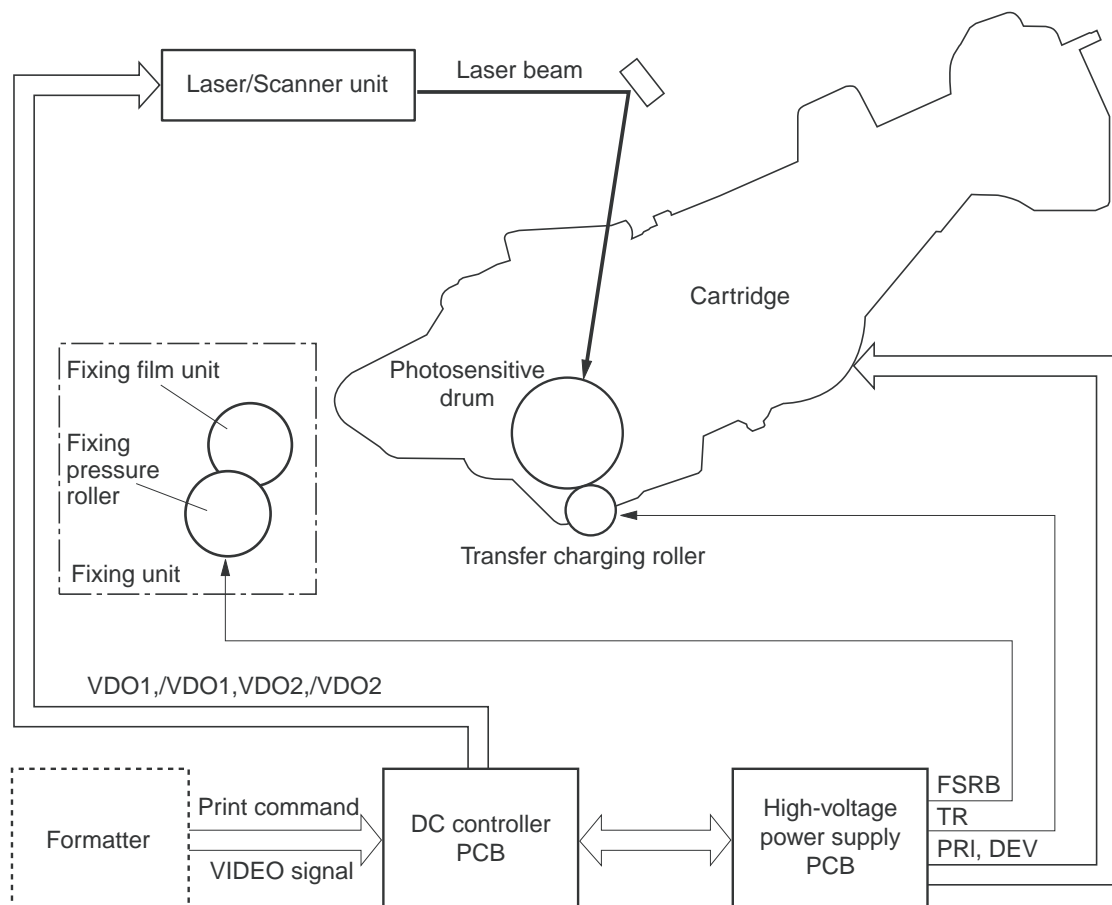 Laser/Scanner unit
Laser beam
Cartridge
Photosensitive
drum
Fixing film unit
Fixing
pressure
roller
Fixing unit
Transfer charging roller
VDO1,/VDO1,VDO2,/VDO2
Formatter
Print command
VIDEO signal
DC controller
PCB
High-voltage
power supply
PCB
FSRB
TR
PRI, DEV